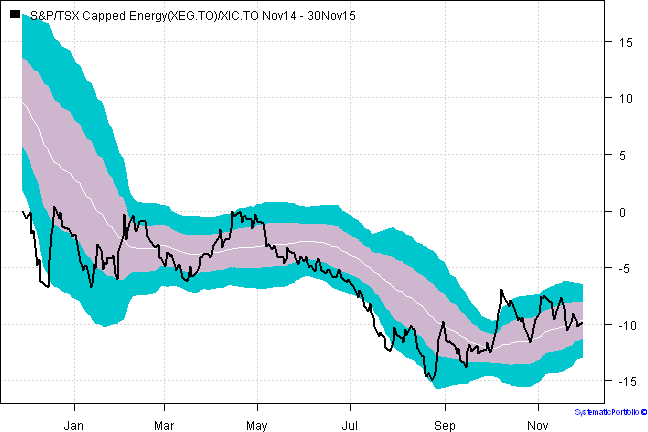 S&P/TSX Capped Energy(XEG.TO)/XIC.TO Nov14 - 30Nov15
15
10
5
0
-5
-10
-15
Jan Mar May Jul Sep Nov
SystematicPortfolio ©